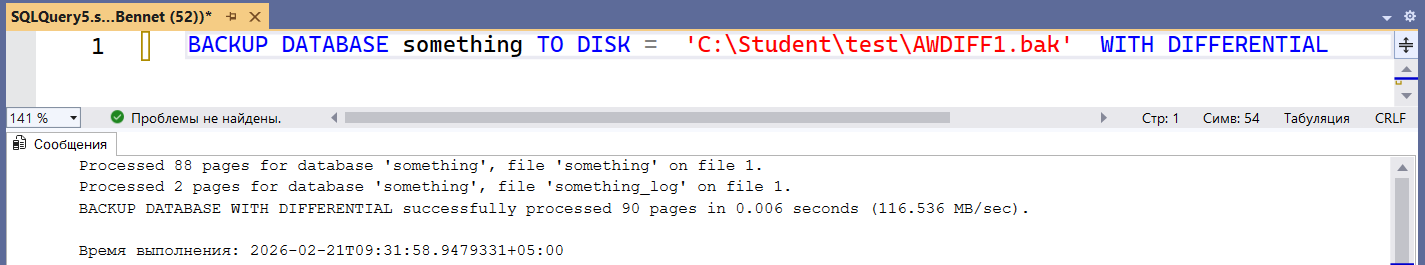 SQLQuery5.s...Bennet (52))*
1 BACKUP DATABASE something TO DISK = 'C:\Student\test\AWDIFF1.bak' WITH DIFFERENTIAL
141 % Проблемы не найдены. Стр: 1 Симв: 54 Табуляция CRLF
Сообщения
Processed 88 pages for database 'something', file 'something' on file 1.
Processed 2 pages for database 'something', file 'something_log' on file 1.
BACKUP DATABASE WITH DIFFERENTIAL successfully processed 90 pages in 0.006 seconds (116.536 MB/sec).
Время выполнения: 2026-02-21T09:31:58.9479331+05:00